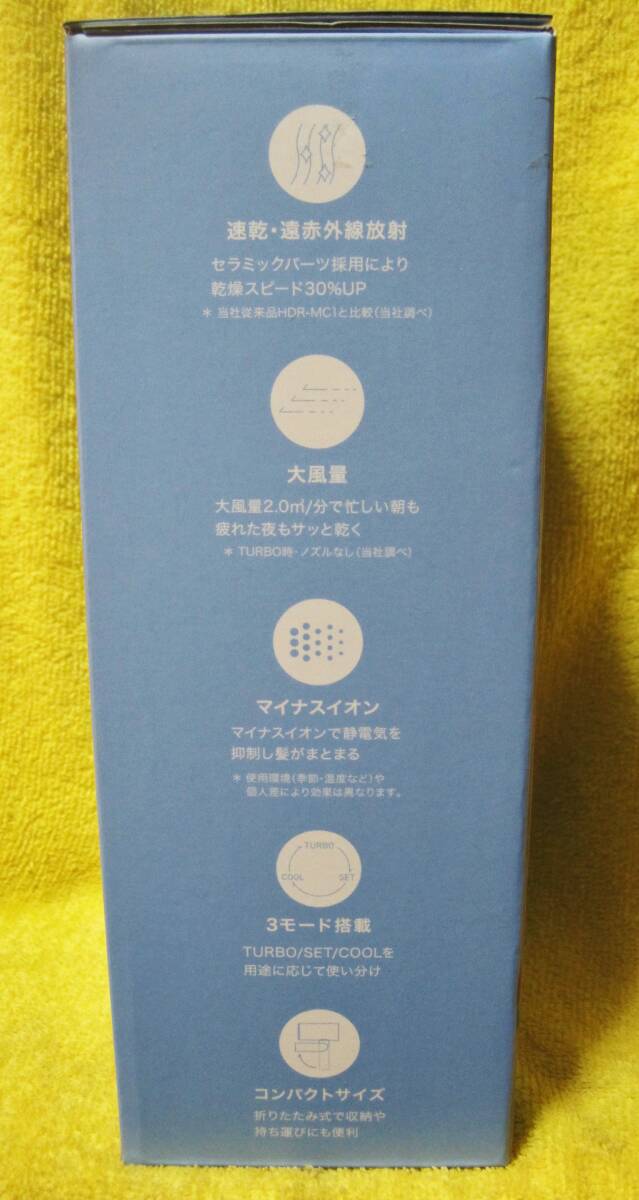 速乾・遠赤外線放射
セラミックパーツ採用により
乾燥スピード30%UP
＊ 当社従来品HDR-MC1と比較（当社調べ）
大風量
大風量2.0㎥/分で忙しい朝も
疲れた夜もサッと乾く
＊ TURBO時・ノズルなし（当社調べ）
マイナスイオン
マイナスイオンで静電気を
抑制し髪がまとまる
＊ 使用環境（季節・温度など）や
個人差により効果は異なります。
TURBO
COOL SET
3モード搭載
TURBO/SET/COOLを
用途に応じて使い分け
コンパクトサイズ
折りたたみ式で収納や
持ち運びにも便利